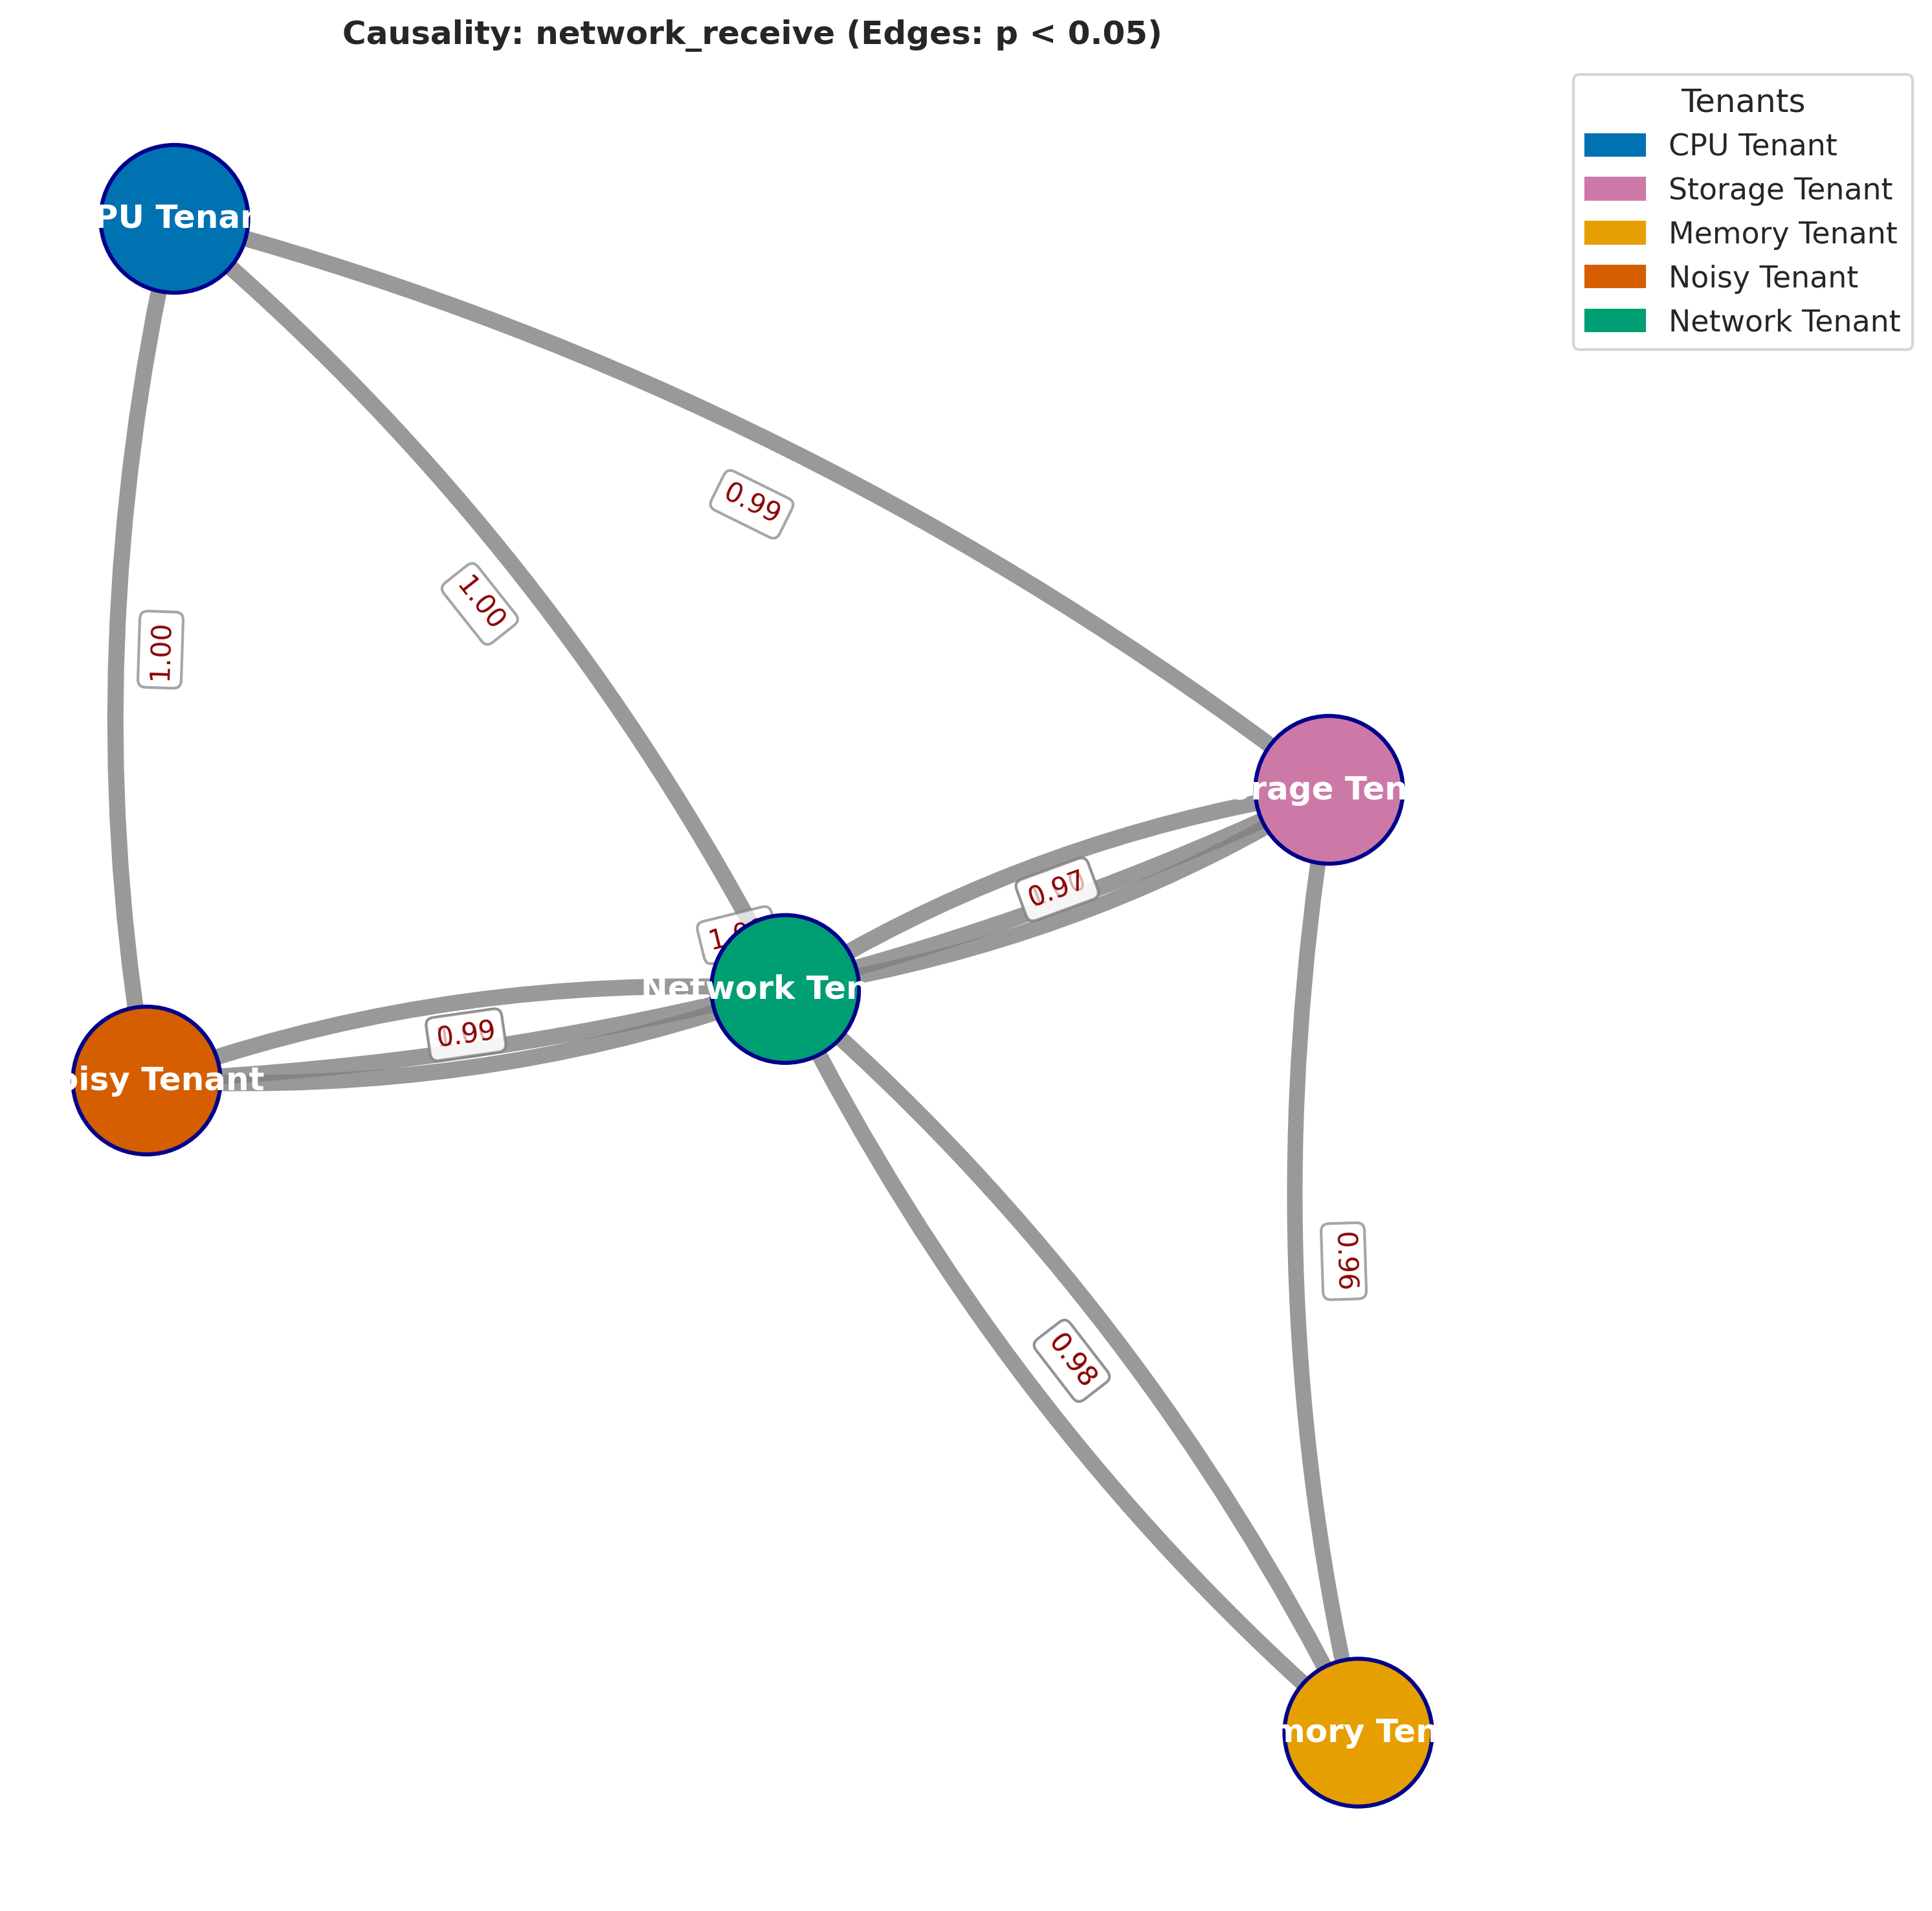 Causality: network_receive (Edges: p < 0.05)
Tenants
CPU Tenant
Storage Tenant
Memory Tenant
Noisy Tenant
Network Tenant
PU Tenan
0.99
1.00
1.00
rage Ten
0.97
1.0
Network Ten
0.99
oisy Tenant
0.96
0.98
mory Ten